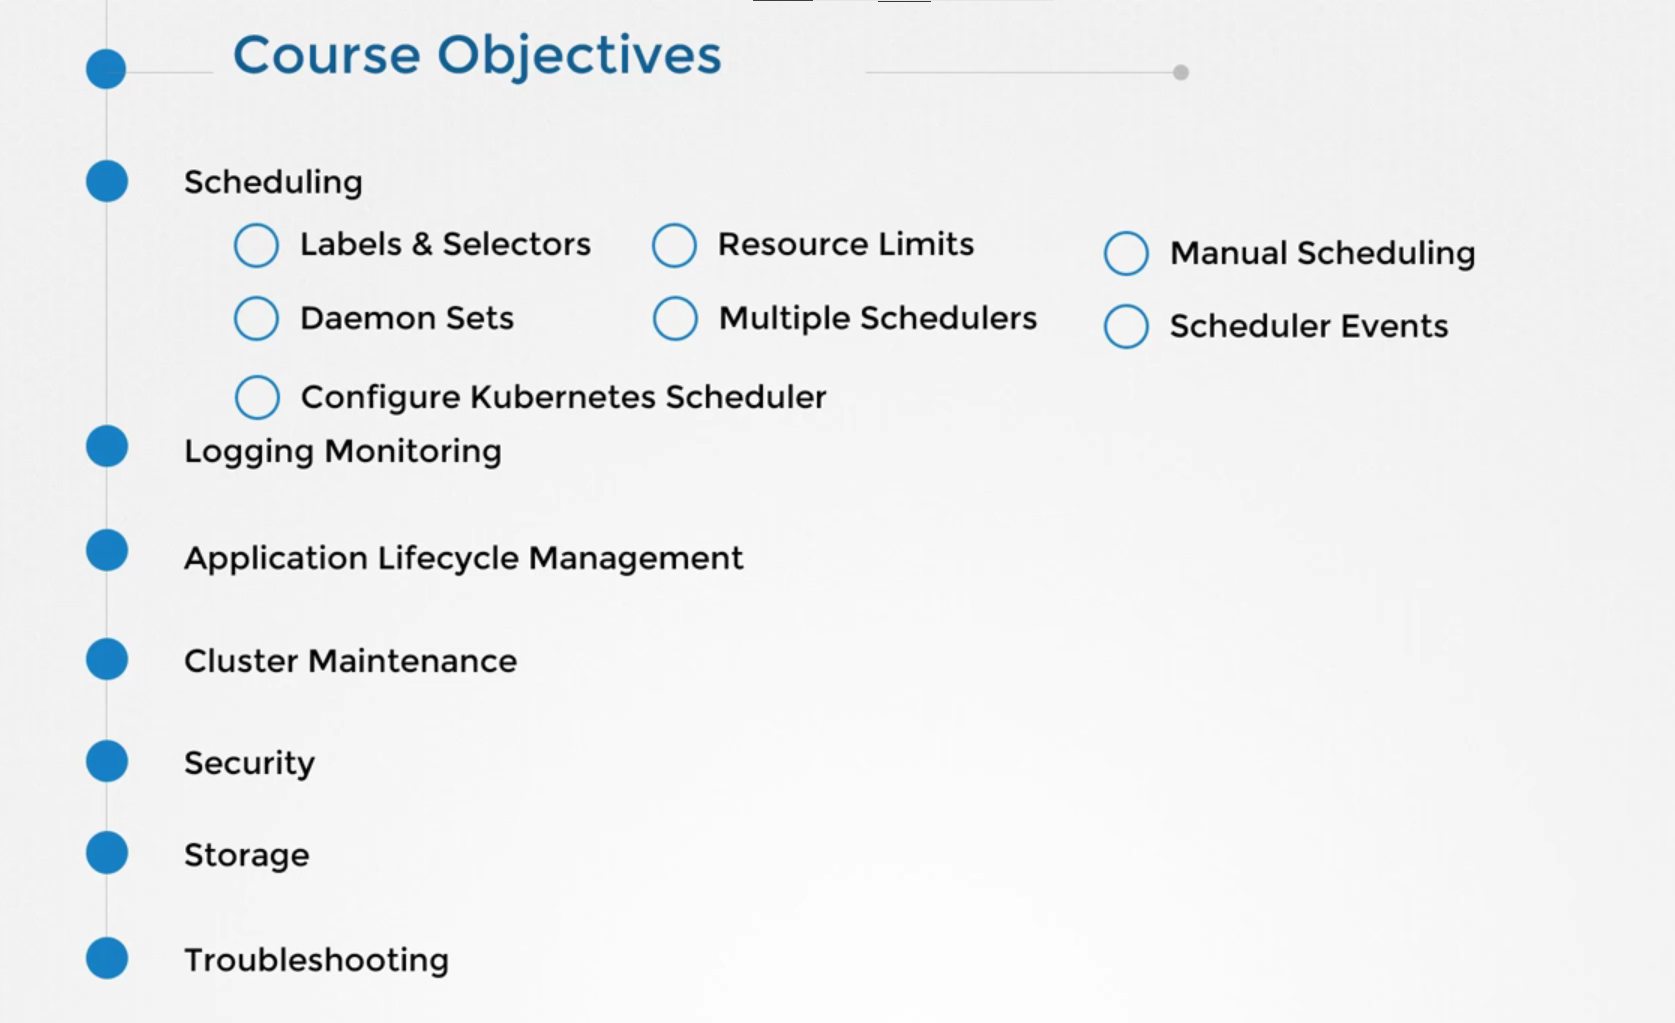 Course Objectives
Scheduling
Labels & Selectors
Resource Limits
Manual Scheduling
Daemon Sets
Multiple Schedulers
Scheduler Events
Configure Kubernetes Scheduler
Logging Monitoring
Application Lifecycle Management
Cluster Maintenance
Security
Storage
Troubleshooting